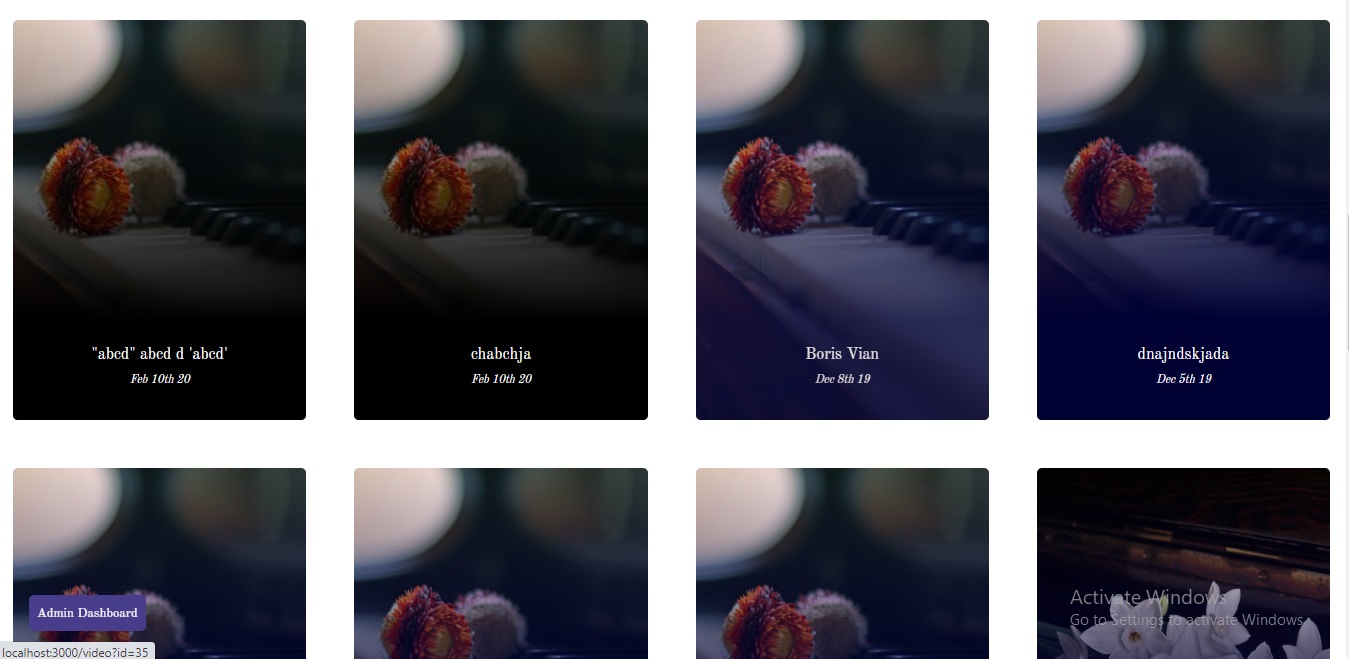 "abcd" abcd d 'abcd'
Feb 10th 20
chabchja
Feb 10th 20
Boris Vian
Dec 8th 19
dnajndskjada
Dec 5th 19
Admin Dashboard
Activate Windows
Go to Settings to activate Windows.
localhost:3000/video?id=35